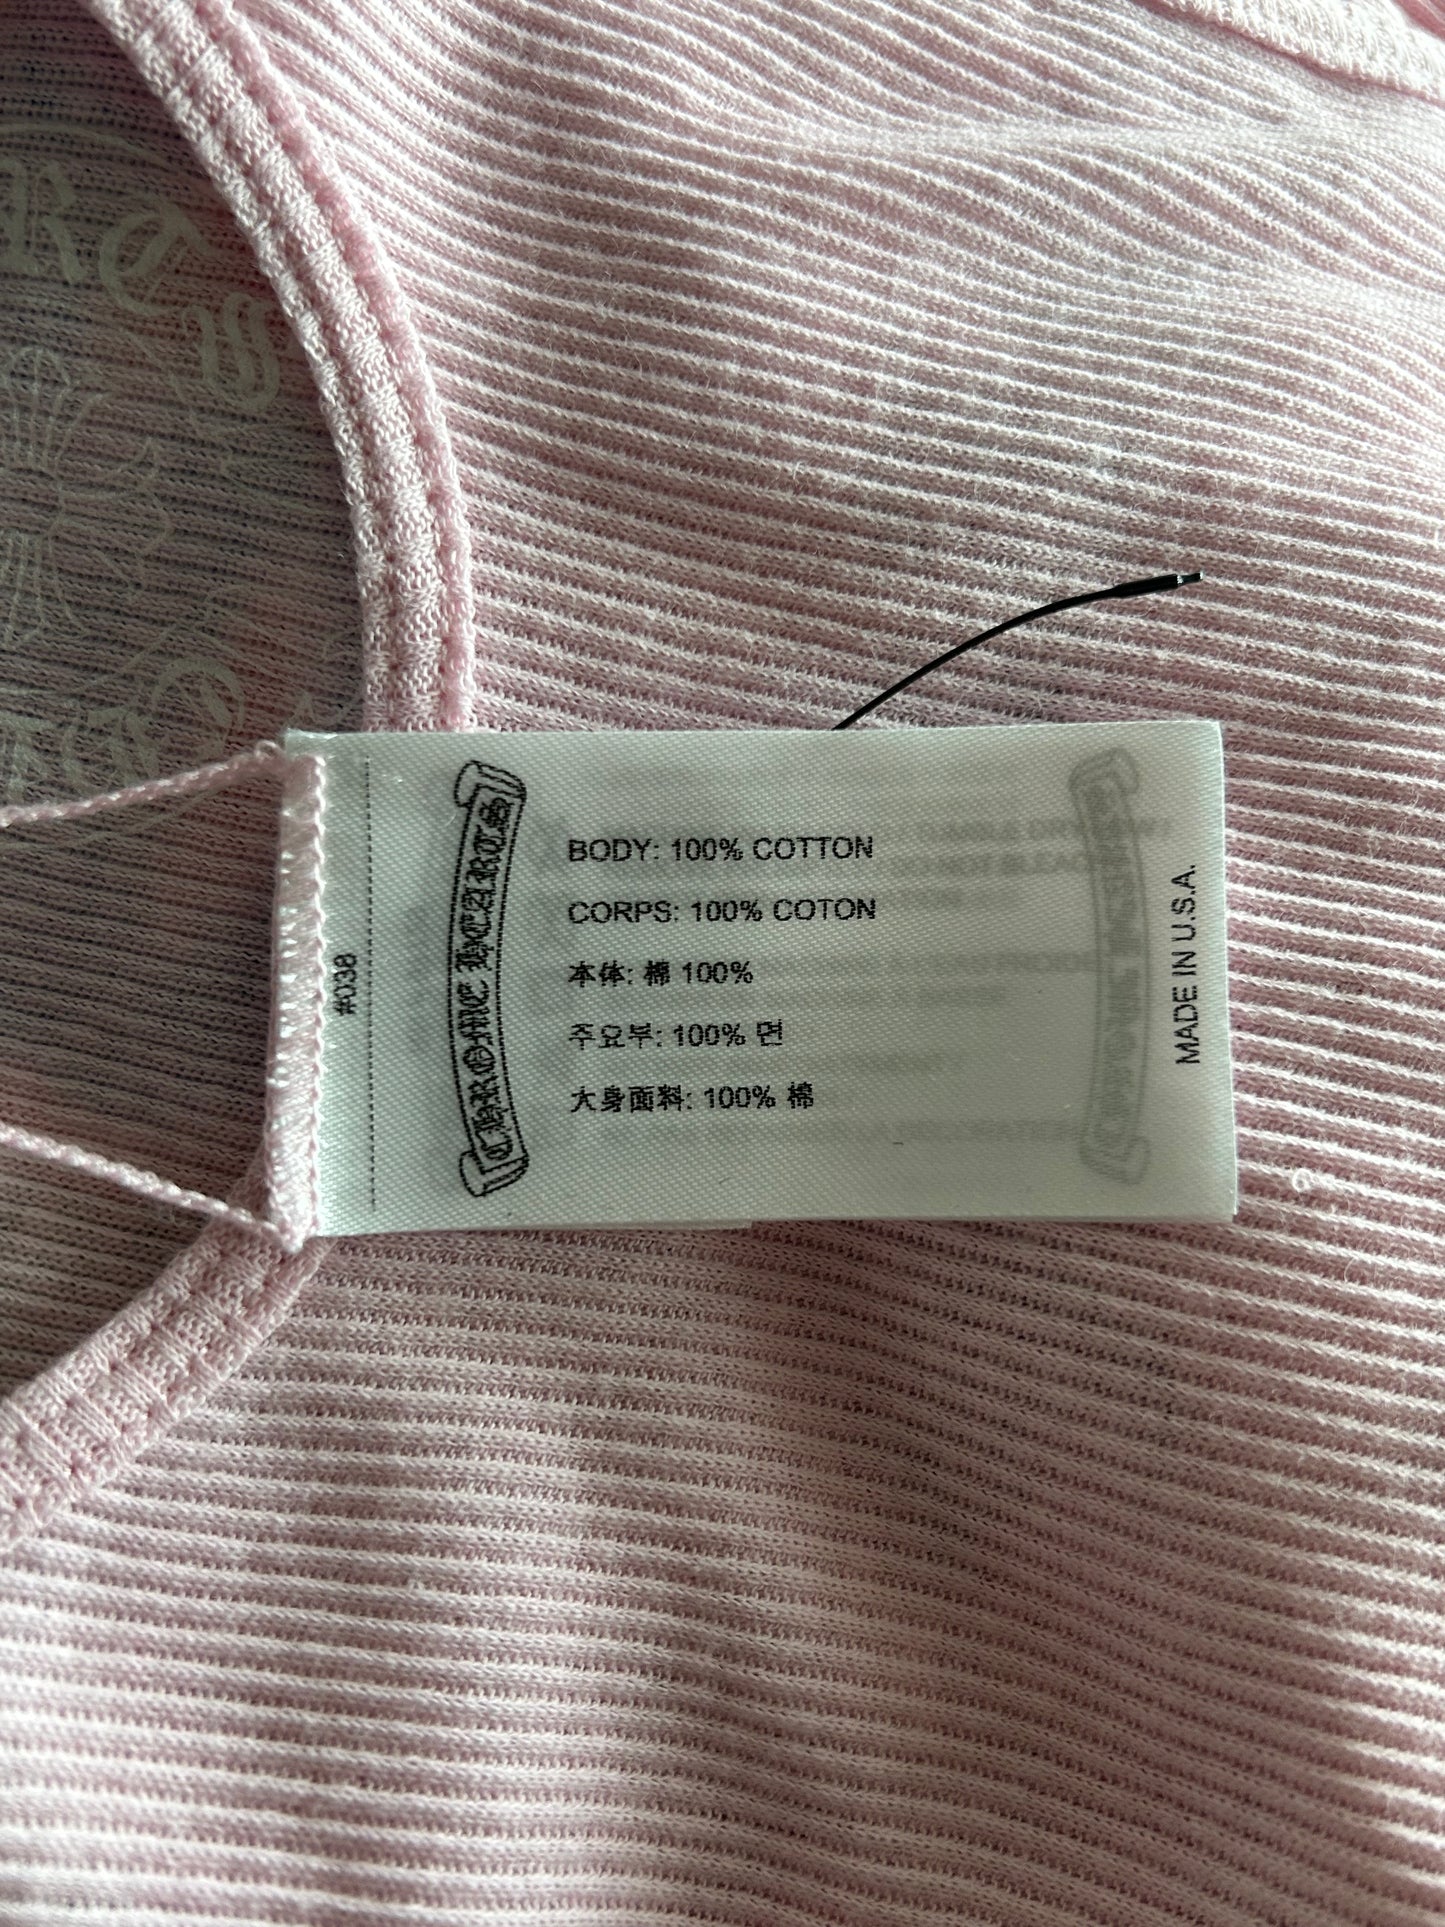 #038
CHROME HEARTS
BODY: 100% COTTON
CORPS: 100% COTON
本体: 棉 100%
주요부: 100% 면
大身面料: 100% 棉
MADE IN U.S.A.